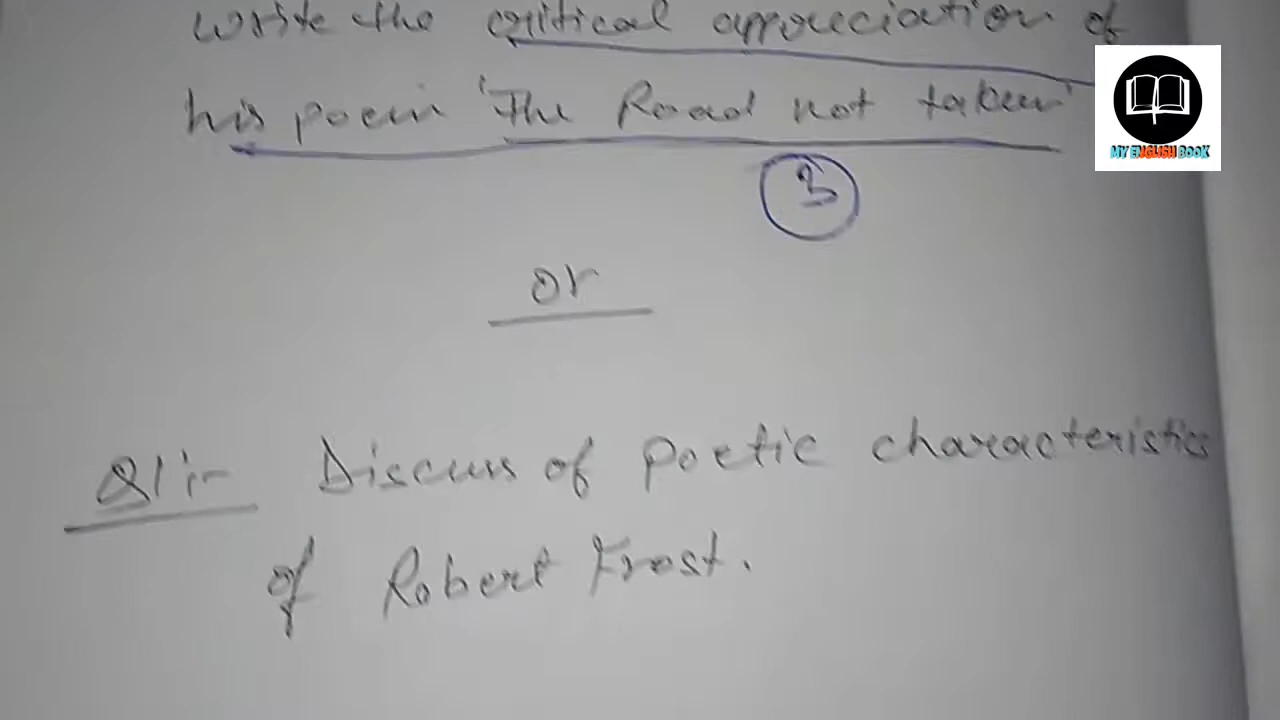 write the critical appreciation of
his poem 'The Road not taken'
3
or
Q1:- Discuss of poetic characteristics
of Robert Frost.
MY ENGLISH BOOK